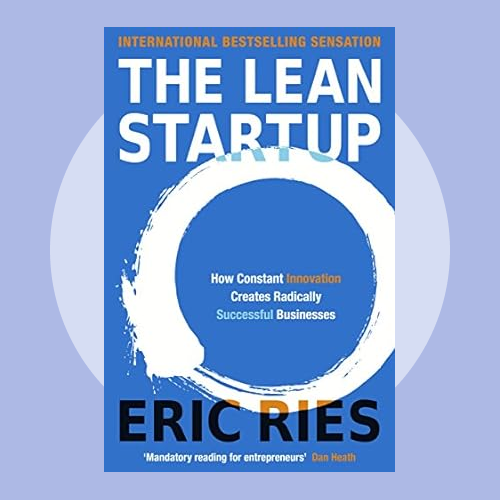 INTERNATIONAL BESTSELLING SENSATION
THE LEAN
STARTUP
How Constant Innovation
Creates Radically
Successful Businesses
ERIC RIES
'Mandatory reading for entrepreneurs' Dan Heath